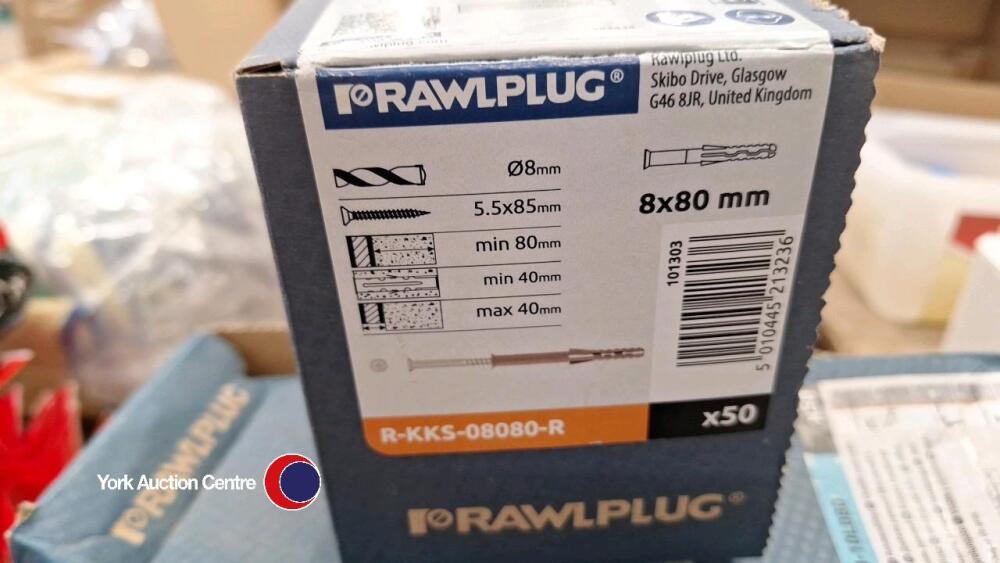 RAWLPLUG®
Rawlplug Ltd.
Skibo Drive, Glasgow
G46 8JR, United Kingdom
Ø8mm
5.5x85mm
min 80mm
min 40mm
max 40mm
8x80 mm
101303
5 010445 213236
R-KKS-08080-R
x50
RAWLPLUG®
RAWLPLUG
York Auction Centre